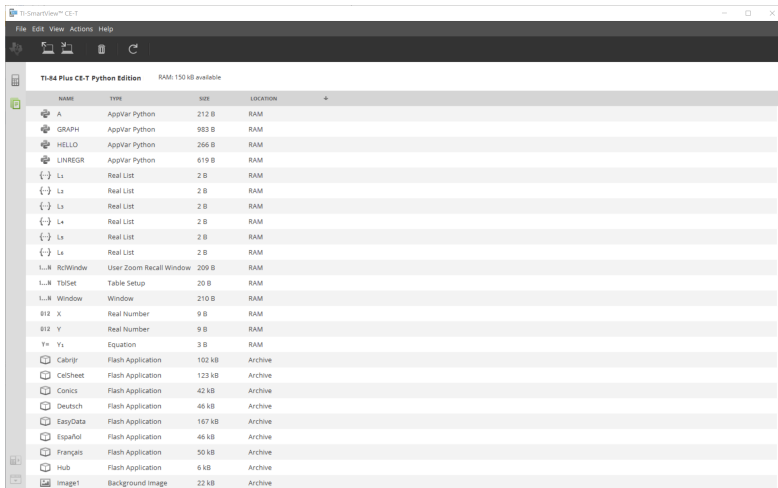 TI-SmartView™ CE-T
File Edit View Actions Help
TI-84 Plus CE-T Python Edition RAM: 150 kB available
NAME TYPE SIZE LOCATION +
A AppVar Python 212 B RAM
GRAPH AppVar Python 983 B RAM
HELLO AppVar Python 266 B RAM
LINREGR AppVar Python 619 B RAM
{···} L₁ Real List 2 B RAM
{···} L₂ Real List 2 B RAM
{···} L₃ Real List 2 B RAM
{···} L₄ Real List 2 B RAM
{···} L₅ Real List 2 B RAM
{···} L₆ Real List 2 B RAM
1...N RclWindw User Zoom Recall Window 209 B RAM
1...N TblSet Table Setup 20 B RAM
1...N Window Window 210 B RAM
012 X Real Number 9 B RAM
012 Y Real Number 9 B RAM
Y= Y₁ Equation 3 B RAM
CabriJr Flash Application 102 kB Archive
CelSheet Flash Application 123 kB Archive
Conics Flash Application 42 kB Archive
Deutsch Flash Application 46 kB Archive
EasyData Flash Application 167 kB Archive
Español Flash Application 46 kB Archive
Français Flash Application 50 kB Archive
Hub Flash Application 6 kB Archive
Image1 Background Image 22 kB Archive